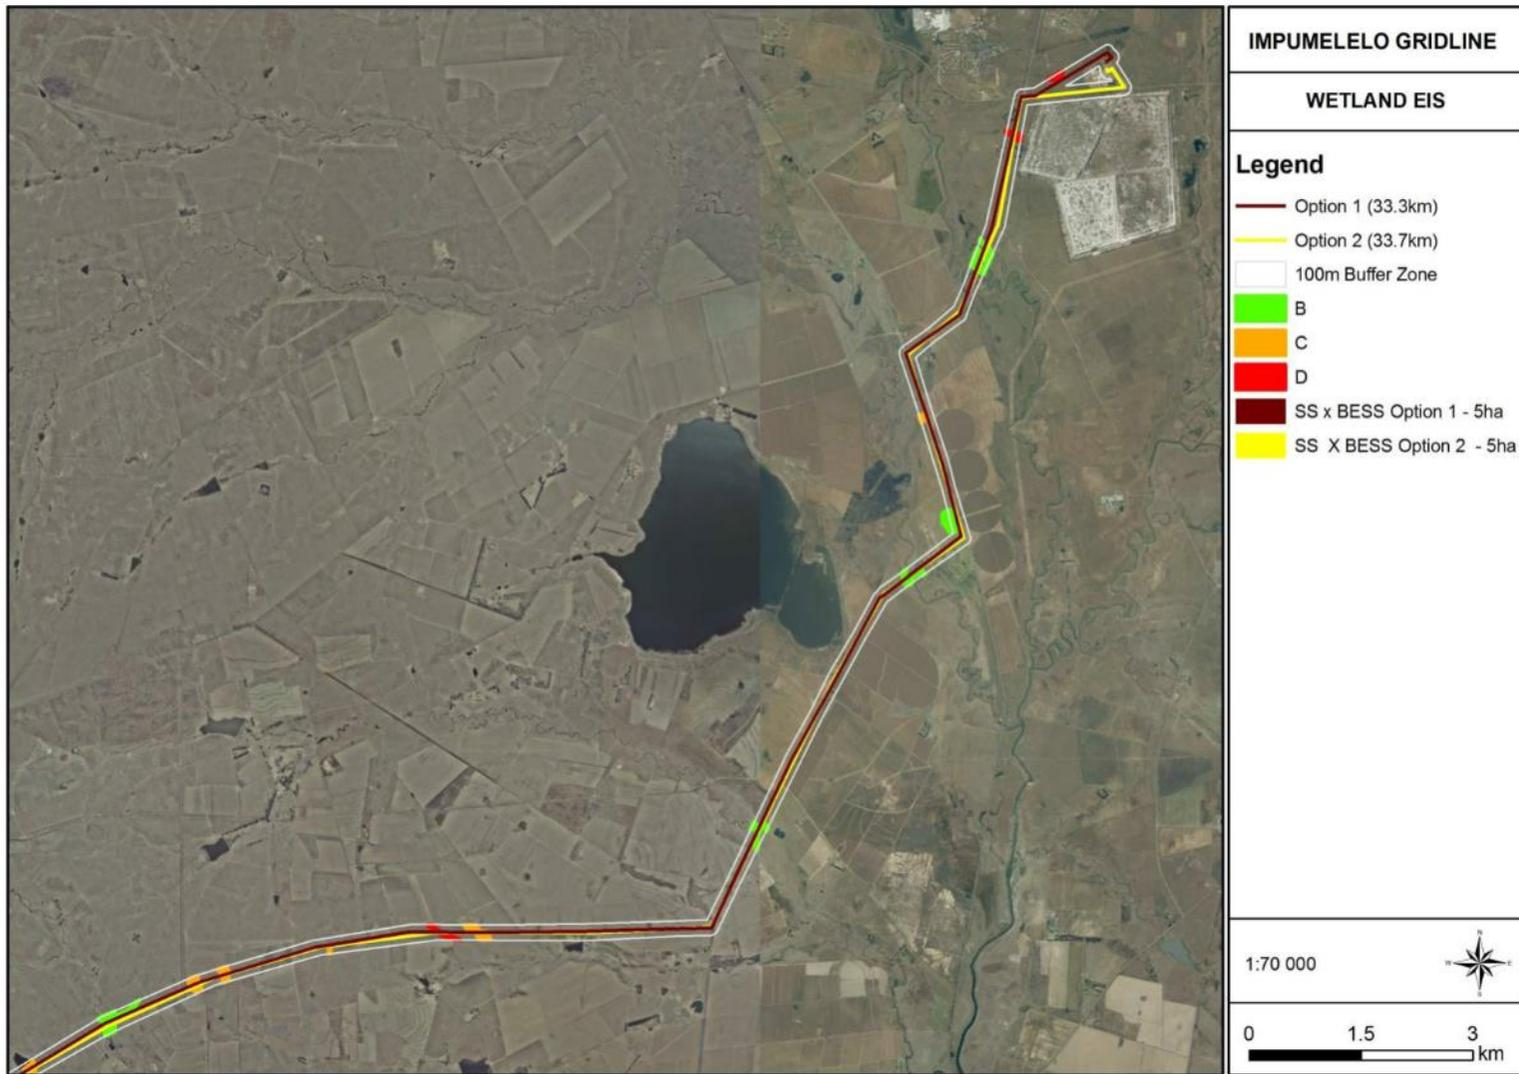 IMPUMELELO GRIDLINE
WETLAND EIS
Legend
Option 1 (33.3km)
Option 2 (33.7km)
100m Buffer Zone
B
C
D
SS x BESS Option 1 - 5ha
SS X BESS Option 2 - 5ha
N
W E
S
1:70 000
0 1.5 3
km